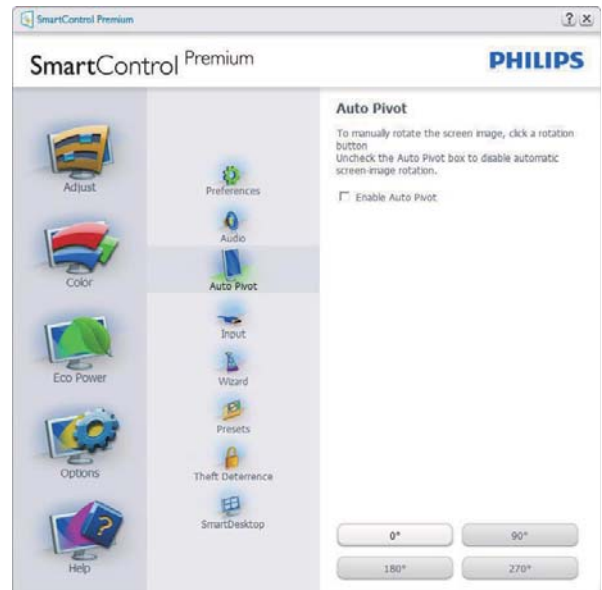 SmartControl Premium
SmartControl Premium
PHILIPS
Adjust
Color
Eco Power
Options
Help
Preferences
Audio
Auto Pivot
Input
Wizard
Presets
Theft Deterrence
SmartDesktop
Auto Pivot
To manually rotate the screen image, click a rotation
button
Uncheck the Auto Pivot box to disable automatic
screen-image rotation.
Enable Auto Pivot
0°
90°
180°
270°